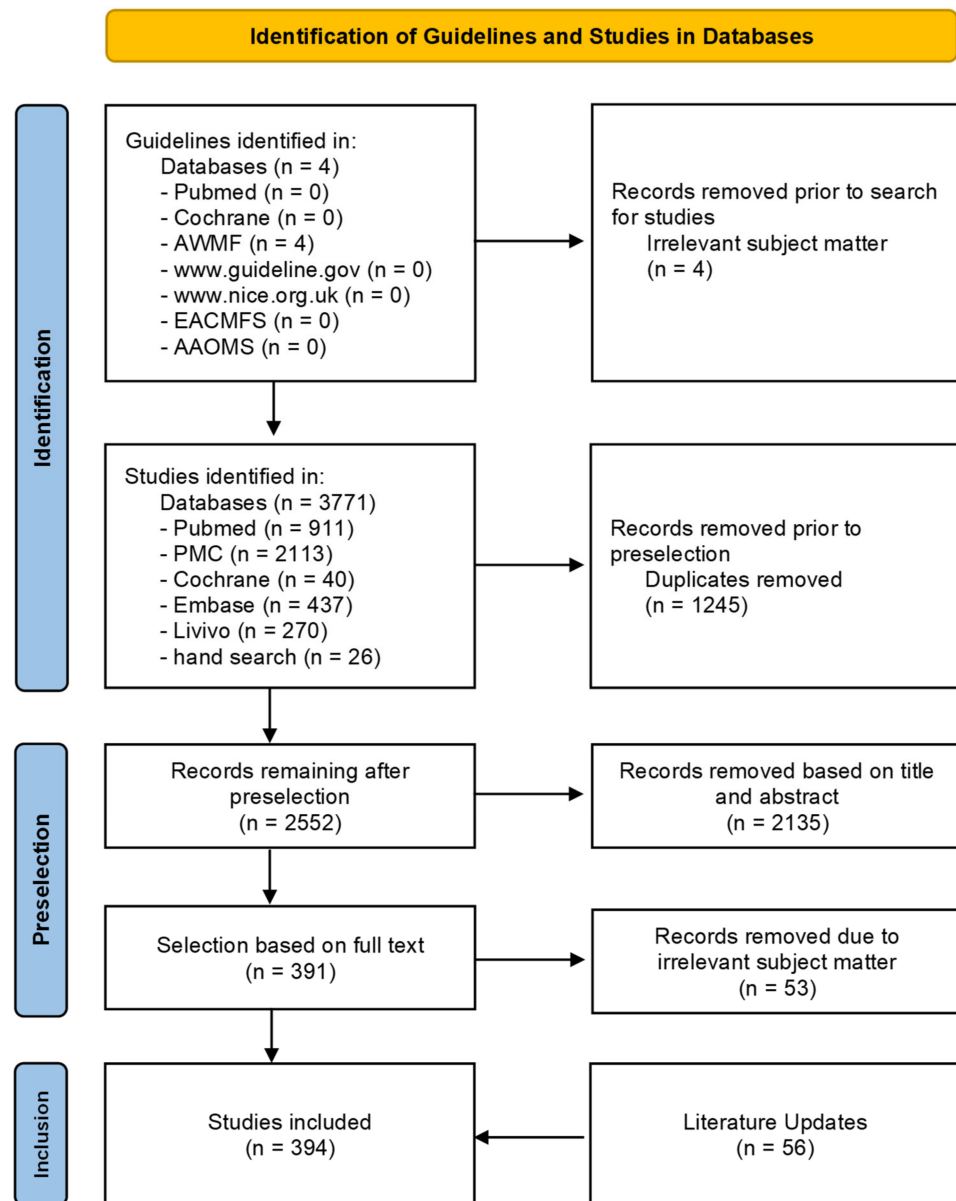 Identification of Guidelines and Studies in Databases
Identification
Guidelines identified in:
Databases (n = 4)
- Pubmed (n = 0)
- Cochrane (n = 0)
- AWMF (n = 4)
- www.guideline.gov (n = 0)
- www.nice.org.uk (n = 0)
- EACMFS (n = 0)
- AAOMS (n = 0)
Records removed prior to search
for studies
Irrelevant subject matter
(n = 4)
Studies identified in:
Databases (n = 3771)
- Pubmed (n = 911)
- PMC (n = 2113)
- Cochrane (n = 40)
- Embase (n = 437)
- Livivo (n = 270)
- hand search (n = 26)
Records removed prior to
preselection
Duplicates removed
(n = 1245)
Preselection
Records remaining after
preselection
(n = 2552)
Records removed based on title
and abstract
(n = 2135)
Selection based on full text
(n = 391)
Records removed due to
irrelevant subject matter
(n = 53)
Inclusion
Studies included
(n = 394)
Literature Updates
(n = 56)